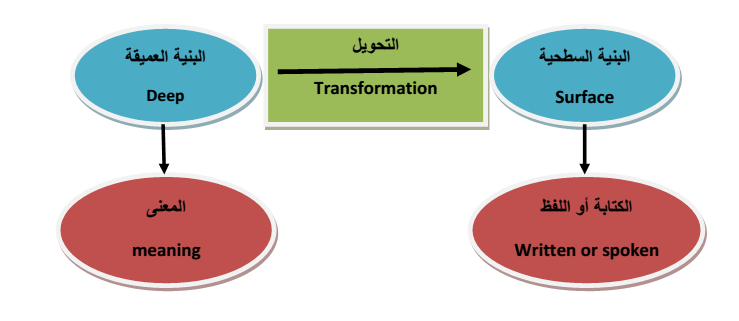 البنية العميقة
Deep
التحويل
Transformation
البنية السطحية
Surface
المعنى
meaning
الكتابة أو اللفظ
Written or spoken